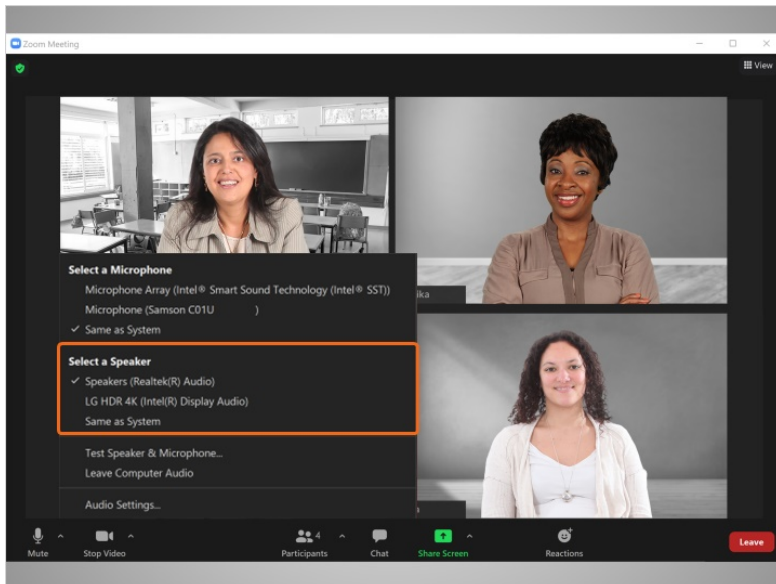 Zoom Meeting
View
Select a Microphone
Microphone Array (Intel® Smart Sound Technology (Intel® SST))
Microphone (Samson C01U )
✓ Same as System
ika
Select a Speaker
✓ Speakers (Realtek(R) Audio)
LG HDR 4K (Intel(R) Display Audio)
Same as System
Test Speaker & Microphone...
Leave Computer Audio
Audio Settings...
4
Mute Stop Video Participants Chat Share Screen Reactions Leave